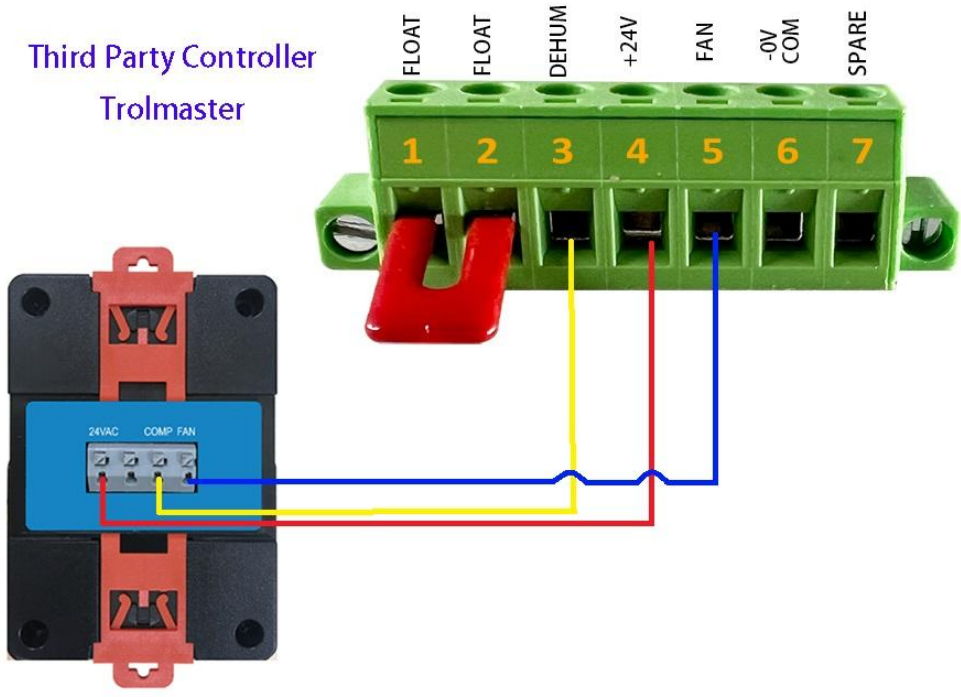 Third Party Controller
Trolmaster
FLOAT
FLOAT
DEHUM
+24V
FAN
-0V
COM
SPARE
1 2 3 4 5 6 7
24VAC COMP FAN